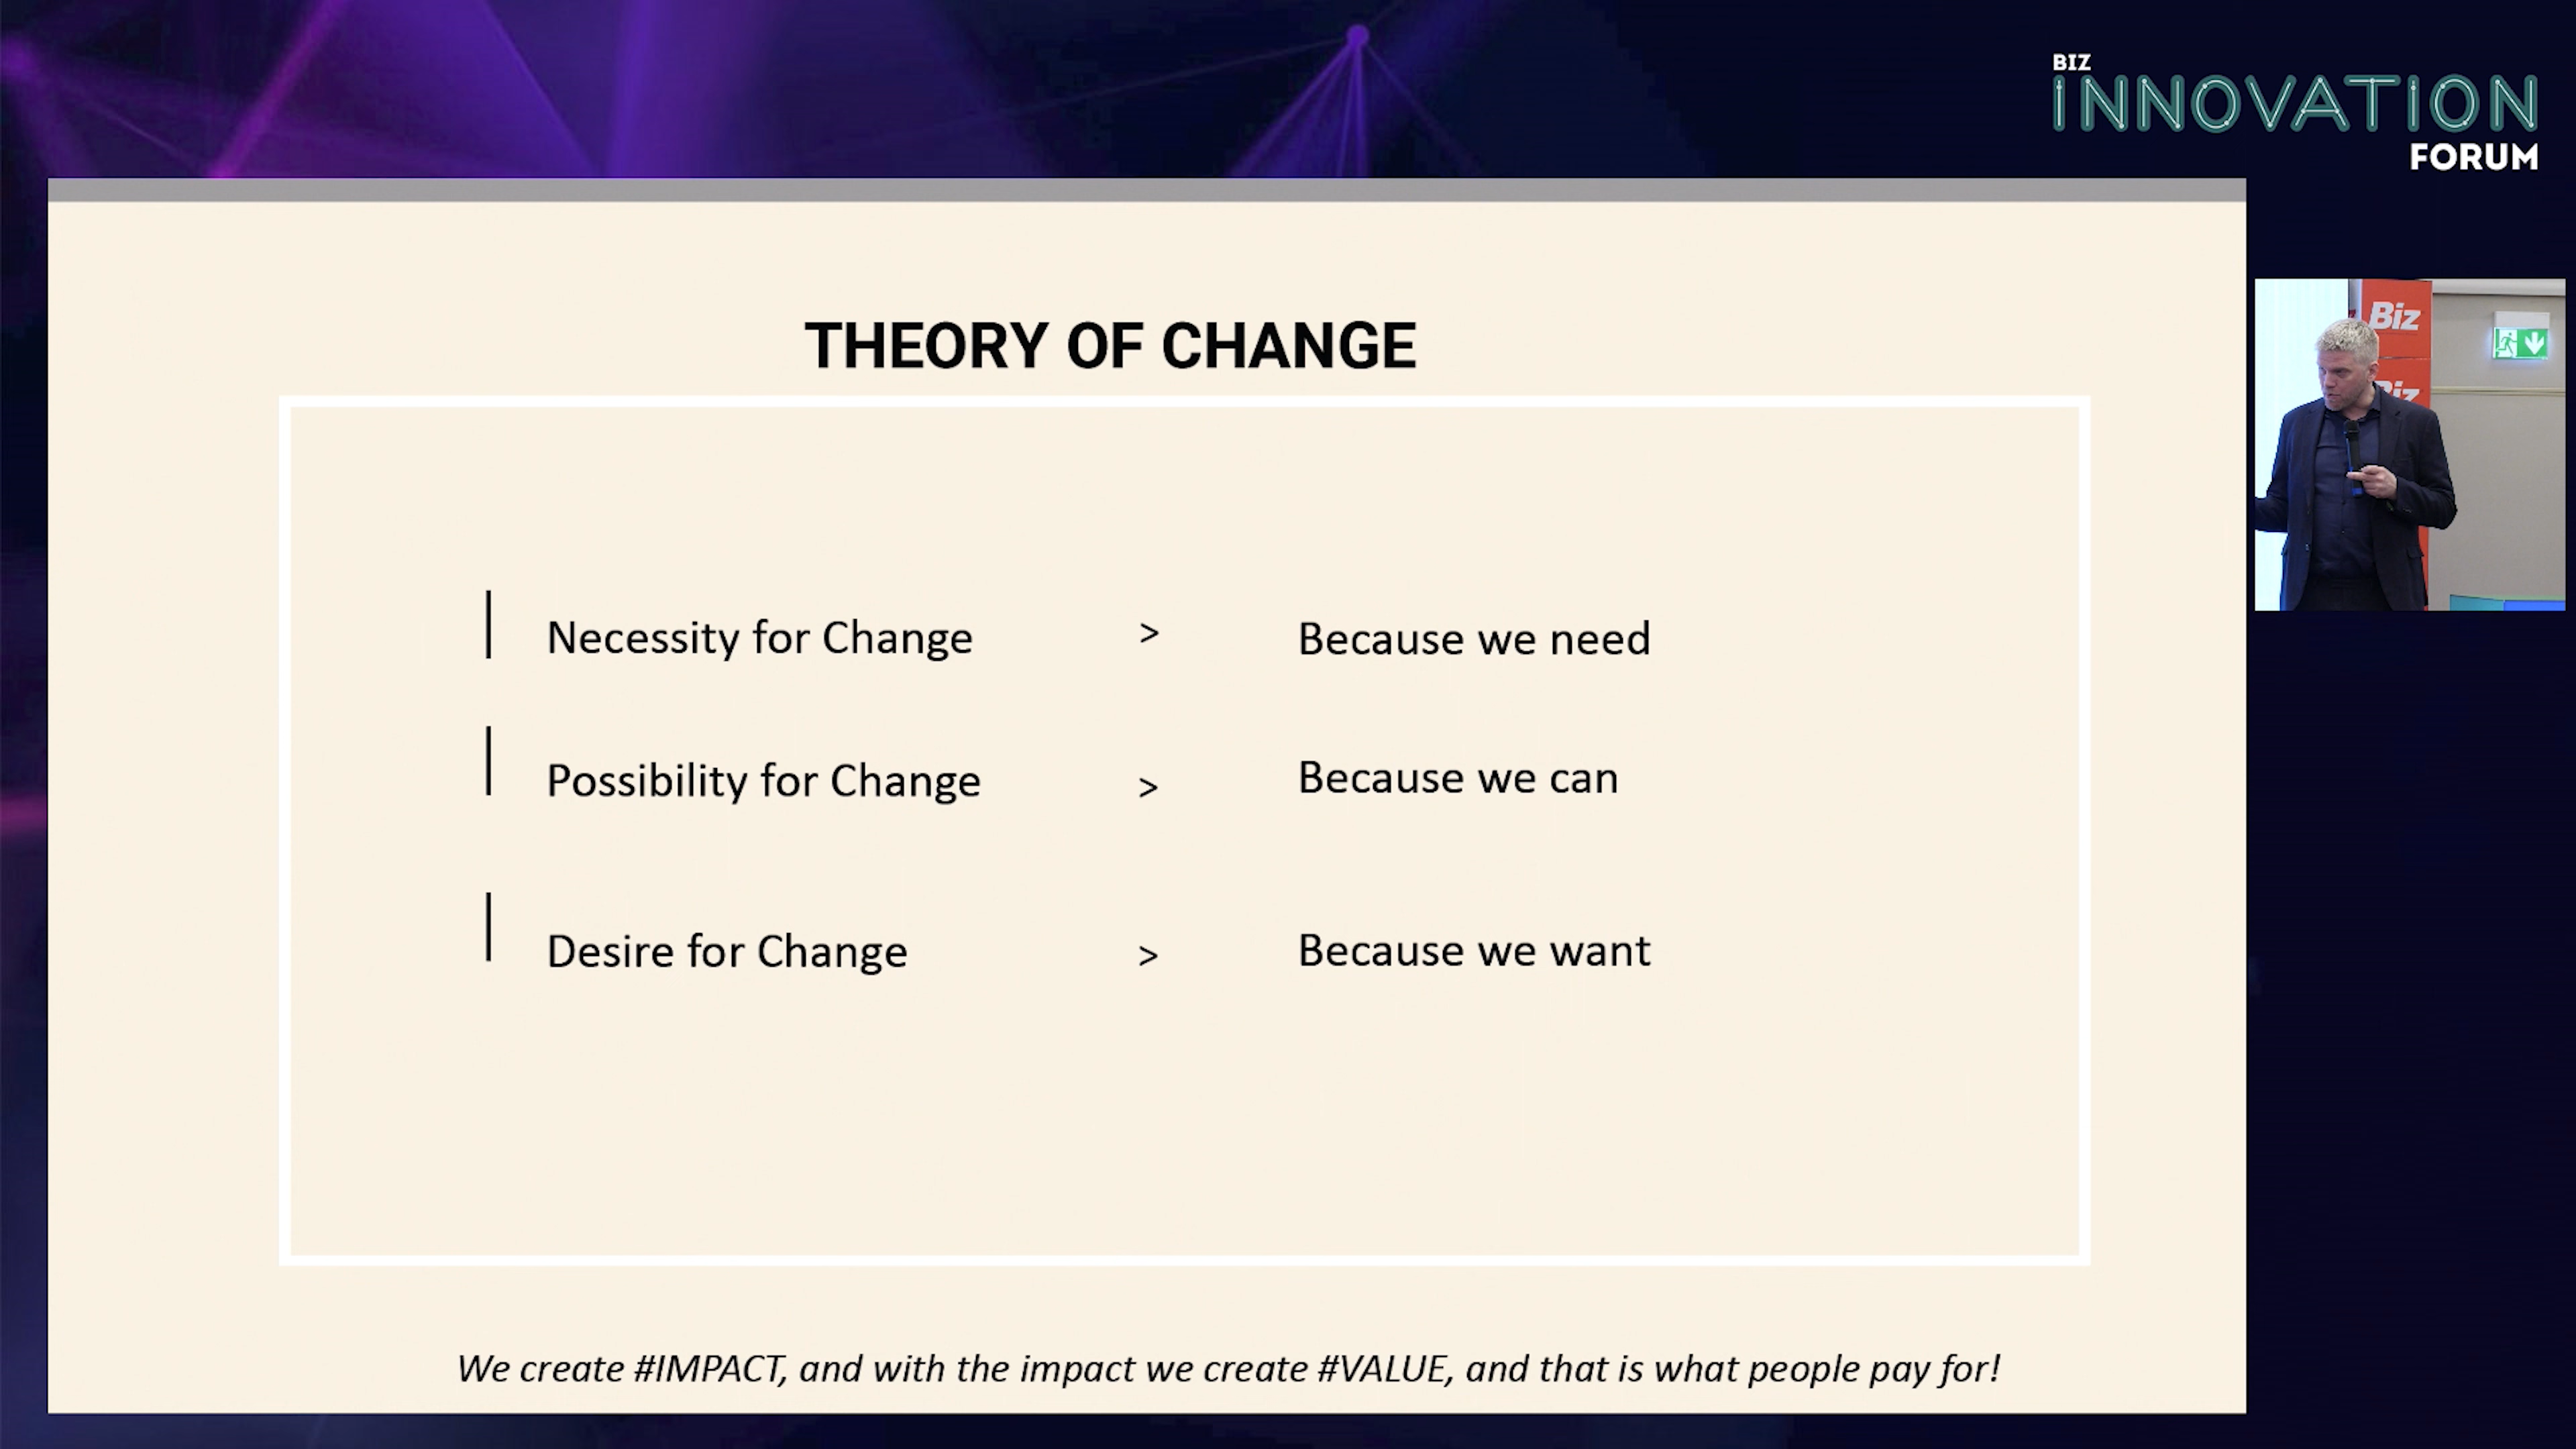 BIZ
INNOVATION
FORUM
THEORY OF CHANGE
Necessity for Change > Because we need
Possibility for Change > Because we can
Desire for Change > Because we want
We create #IMPACT, and with the impact we create #VALUE, and that is what people pay for!
Biz
Biz